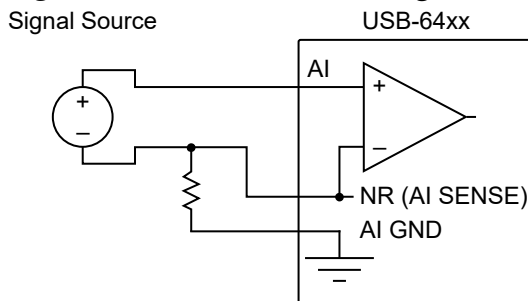 Signal Source
USB-64xx
AI
+
−
+
−
NR (AI SENSE)
AI GND